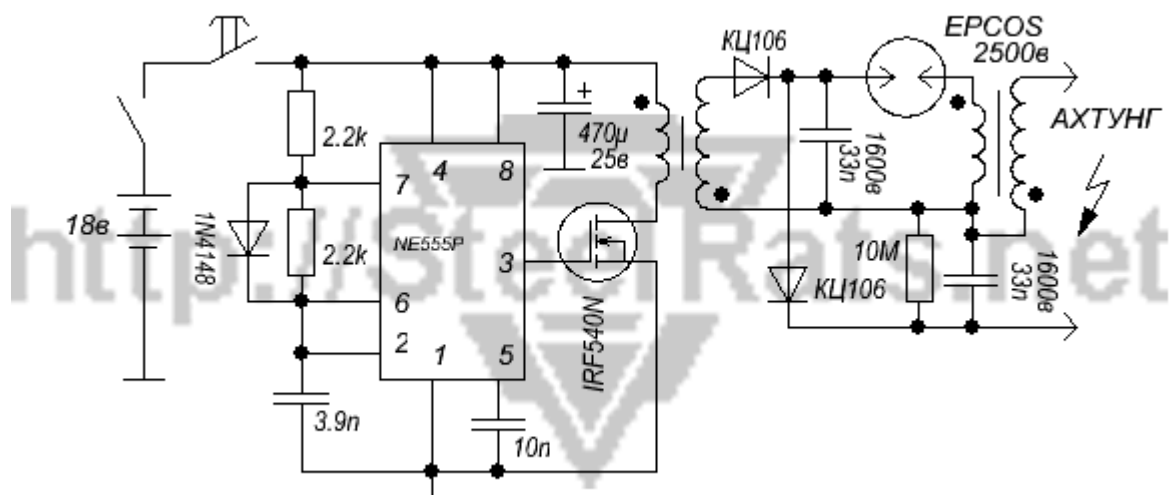 EPCOS
2500в
КЦ106
АХТУНГ
2.2k
2.2k
1N4148
18в
7
4
8
6
2
1
5
3
NE555P
470µ
25в
IRF540N
3.9n
10n
1600в
33n
10M
КЦ106
1600в
33n
http://SteelRats.net